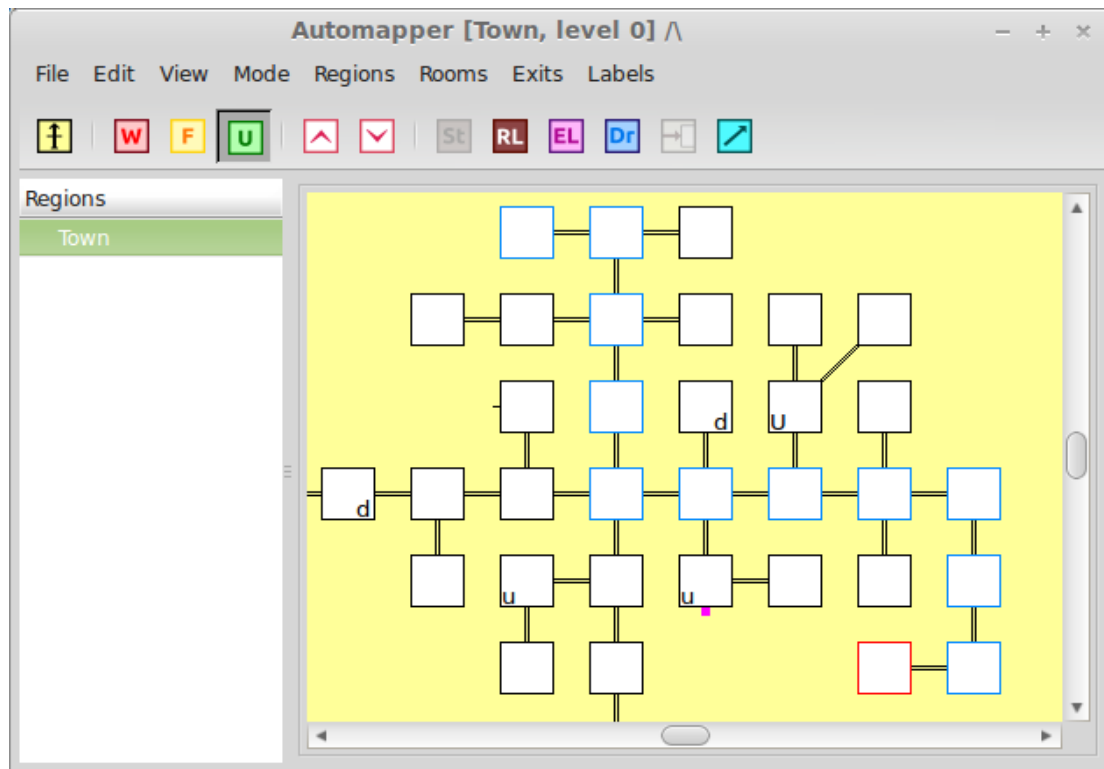 Automapper [Town, level 0] /\
File Edit View Mode Regions Rooms Exits Labels
W F U St RL EL Dr
Regions
Town
d U
d
u u